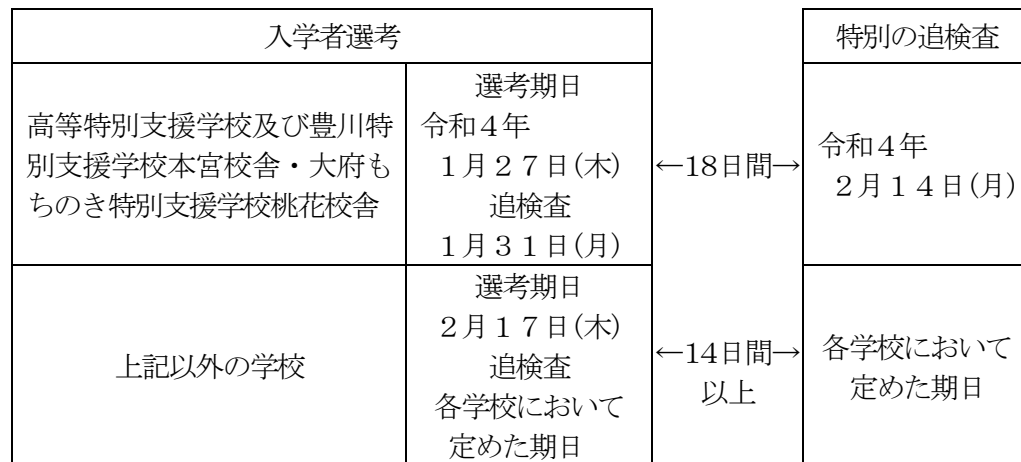 入学者選考
特別の追検査
高等特別支援学校及び豊川特
別支援学校本宮校舎・大府も
ちのき特別支援学校桃花校舎
選考期日
令和４年
１月２７日(木)
追検査
１月３１日(月)
←18日間→
令和４年
２月１４日(月)
上記以外の学校
選考期日
２月１７日(木)
追検査
各学校において
定めた期日
←14日間→
以上
各学校において
定めた期日